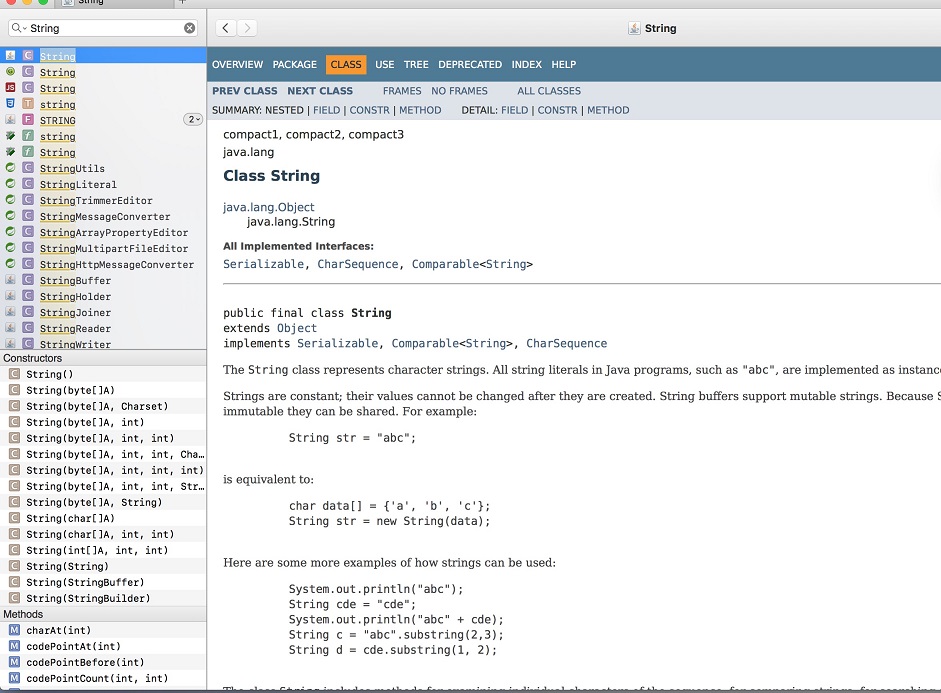 String
+
String
String
String
String
String
string
STRING
2
string
String
StringUtils
StringLiteral
StringTrimmerEditor
StringMessageConverter
StringArrayPropertyEditor
StringMultipartFileEditor
StringHttpMessageConverter
StringBuffer
StringHolder
StringJoiner
StringReader
StringWriter
Constructors
String()
String(byte[]A)
String(byte[]A, Charset)
String(byte[]A, int)
String(byte[]A, int, int)
String(byte[]A, int, int, Cha…
String(byte[]A, int, int, int)
String(byte[]A, int, int, Str…
String(byte[]A, String)
String(char[]A)
String(char[]A, int, int)
String(int[]A, int, int)
String(String)
String(StringBuffer)
String(StringBuilder)
Methods
charAt(int)
codePointAt(int)
codePointBefore(int)
codePointCount(int, int)
OVERVIEW PACKAGE CLASS USE TREE DEPRECATED INDEX HELP
PREV CLASS NEXT CLASS FRAMES NO FRAMES ALL CLASSES
SUMMARY: NESTED | FIELD | CONSTR | METHOD DETAIL: FIELD | CONSTR | METHOD
compact1, compact2, compact3
java.lang
Class String
java.lang.Object
java.lang.String
All Implemented Interfaces:
Serializable, CharSequence, Comparable<String>
public final class String
extends Object
implements Serializable, Comparable<String>, CharSequence
The String class represents character strings. All string literals in Java programs, such as "abc", are implemented as instanc
Strings are constant; their values cannot be changed after they are created. String buffers support mutable strings. Because S
immutable they can be shared. For example:
String str = "abc";
is equivalent to:
char data[] = {'a', 'b', 'c'};
String str = new String(data);
Here are some more examples of how strings can be used:
System.out.println("abc");
String cde = "cde";
System.out.println("abc" + cde);
String c = "abc".substring(2,3);
String d = cde.substring(1, 2);